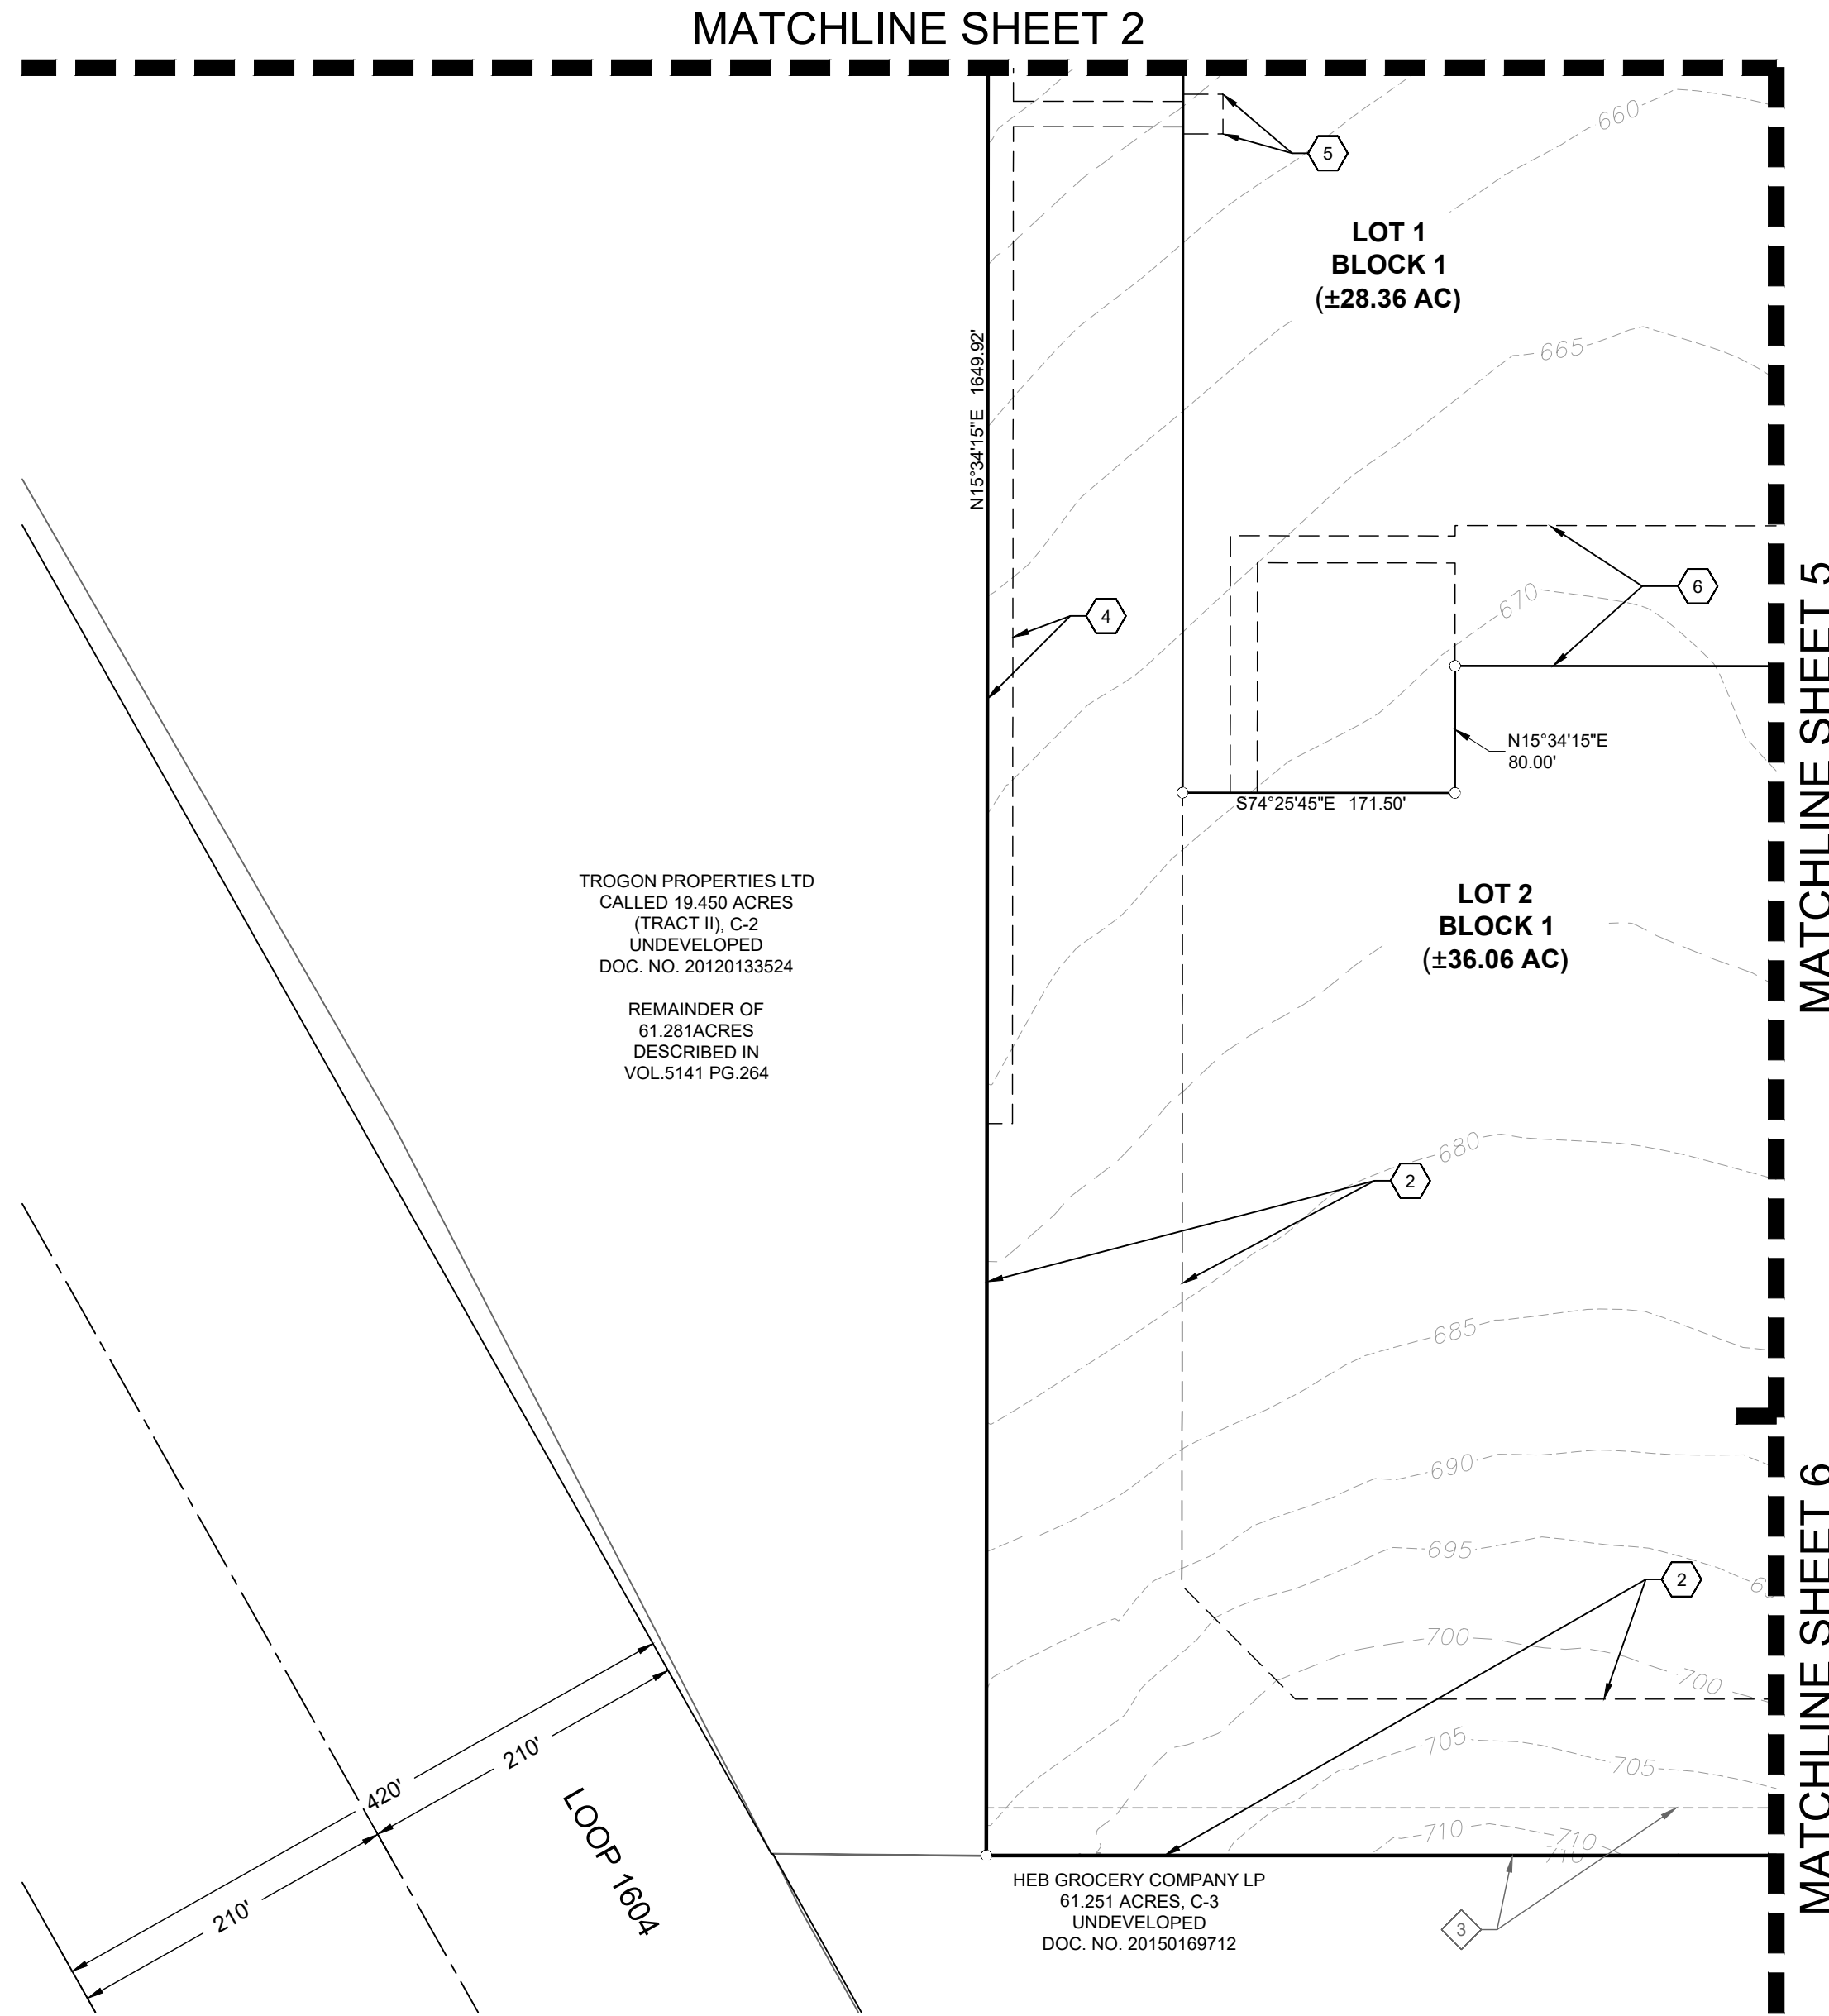 MATCHLINE SHEET 2
660
5
LOT 1
BLOCK 1
(±28.36 AC)
N15°34'15"E 1649.92'
665
MATCHLINE SHEET 5
6
670
4
N15°34'15"E
80.00'
S74°25'45"E 171.50'
TROGON PROPERTIES LTD
CALLED 19.450 ACRES
(TRACT II), C-2
UNDEVELOPED
DOC. NO. 20120133524
REMAINDER OF
61.281ACRES
DESCRIBED IN
VOL.5141 PG.264
LOT 2
BLOCK 1
(±36.06 AC)
680
2
685
690
MATCHLINE SHEET 6
695
2
700
700
705
705
710
710
420'
210'
210'
LOOP 1604
HEB GROCERY COMPANY LP
61.251 ACRES, C-3
UNDEVELOPED
DOC. NO. 20150169712
3